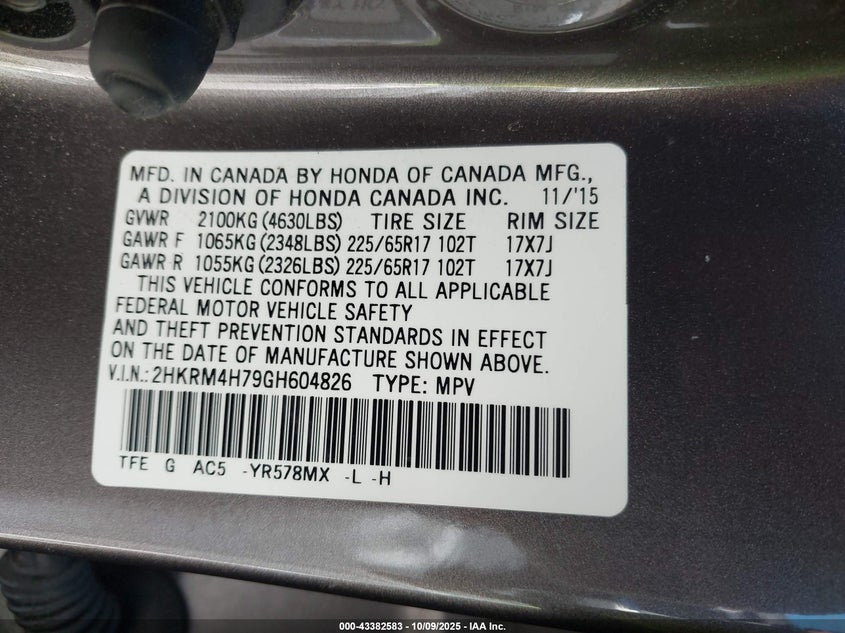 MFD. IN CANADA BY HONDA OF CANADA MFG.,
A DIVISION OF HONDA CANADA INC. 11/'15
GVWR 2100KG (4630LBS) TIRE SIZE RIM SIZE
GAWR F 1065KG (2348LBS) 225/65R17 102T 17X7J
GAWR R 1055KG (2326LBS) 225/65R17 102T 17X7J
THIS VEHICLE CONFORMS TO ALL APPLICABLE
FEDERAL MOTOR VEHICLE SAFETY
AND THEFT PREVENTION STANDARDS IN EFFECT
ON THE DATE OF MANUFACTURE SHOWN ABOVE.
V.I.N.: 2HKRM4H79GH604826 TYPE: MPV
TFE G AC5 -YR578MX -L -H
000-43382583 - 10/09/2025 - IAA Inc.